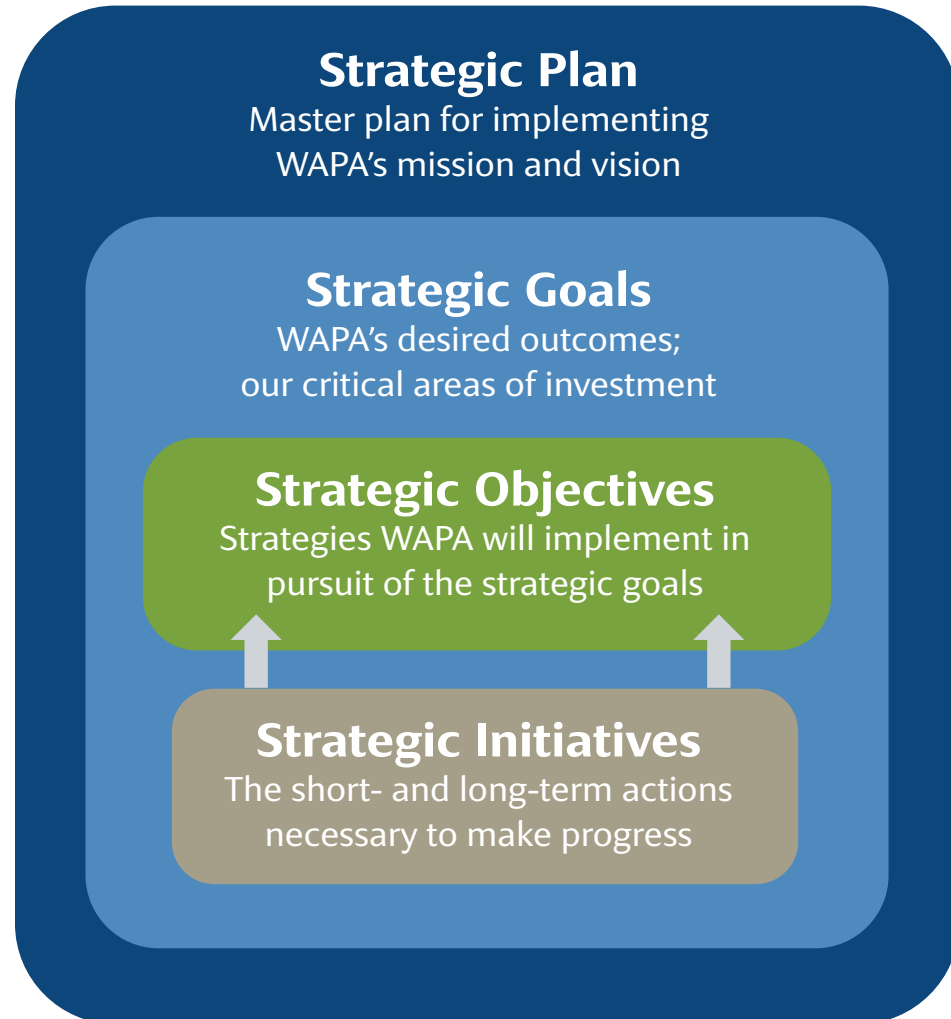 Strategic Plan
Master plan for implementing
WAPA’s mission and vision
Strategic Goals
WAPA’s desired outcomes;
our critical areas of investment
Strategic Objectives
Strategies WAPA will implement in
pursuit of the strategic goals
Strategic Initiatives
The short- and long-term actions
necessary to make progress